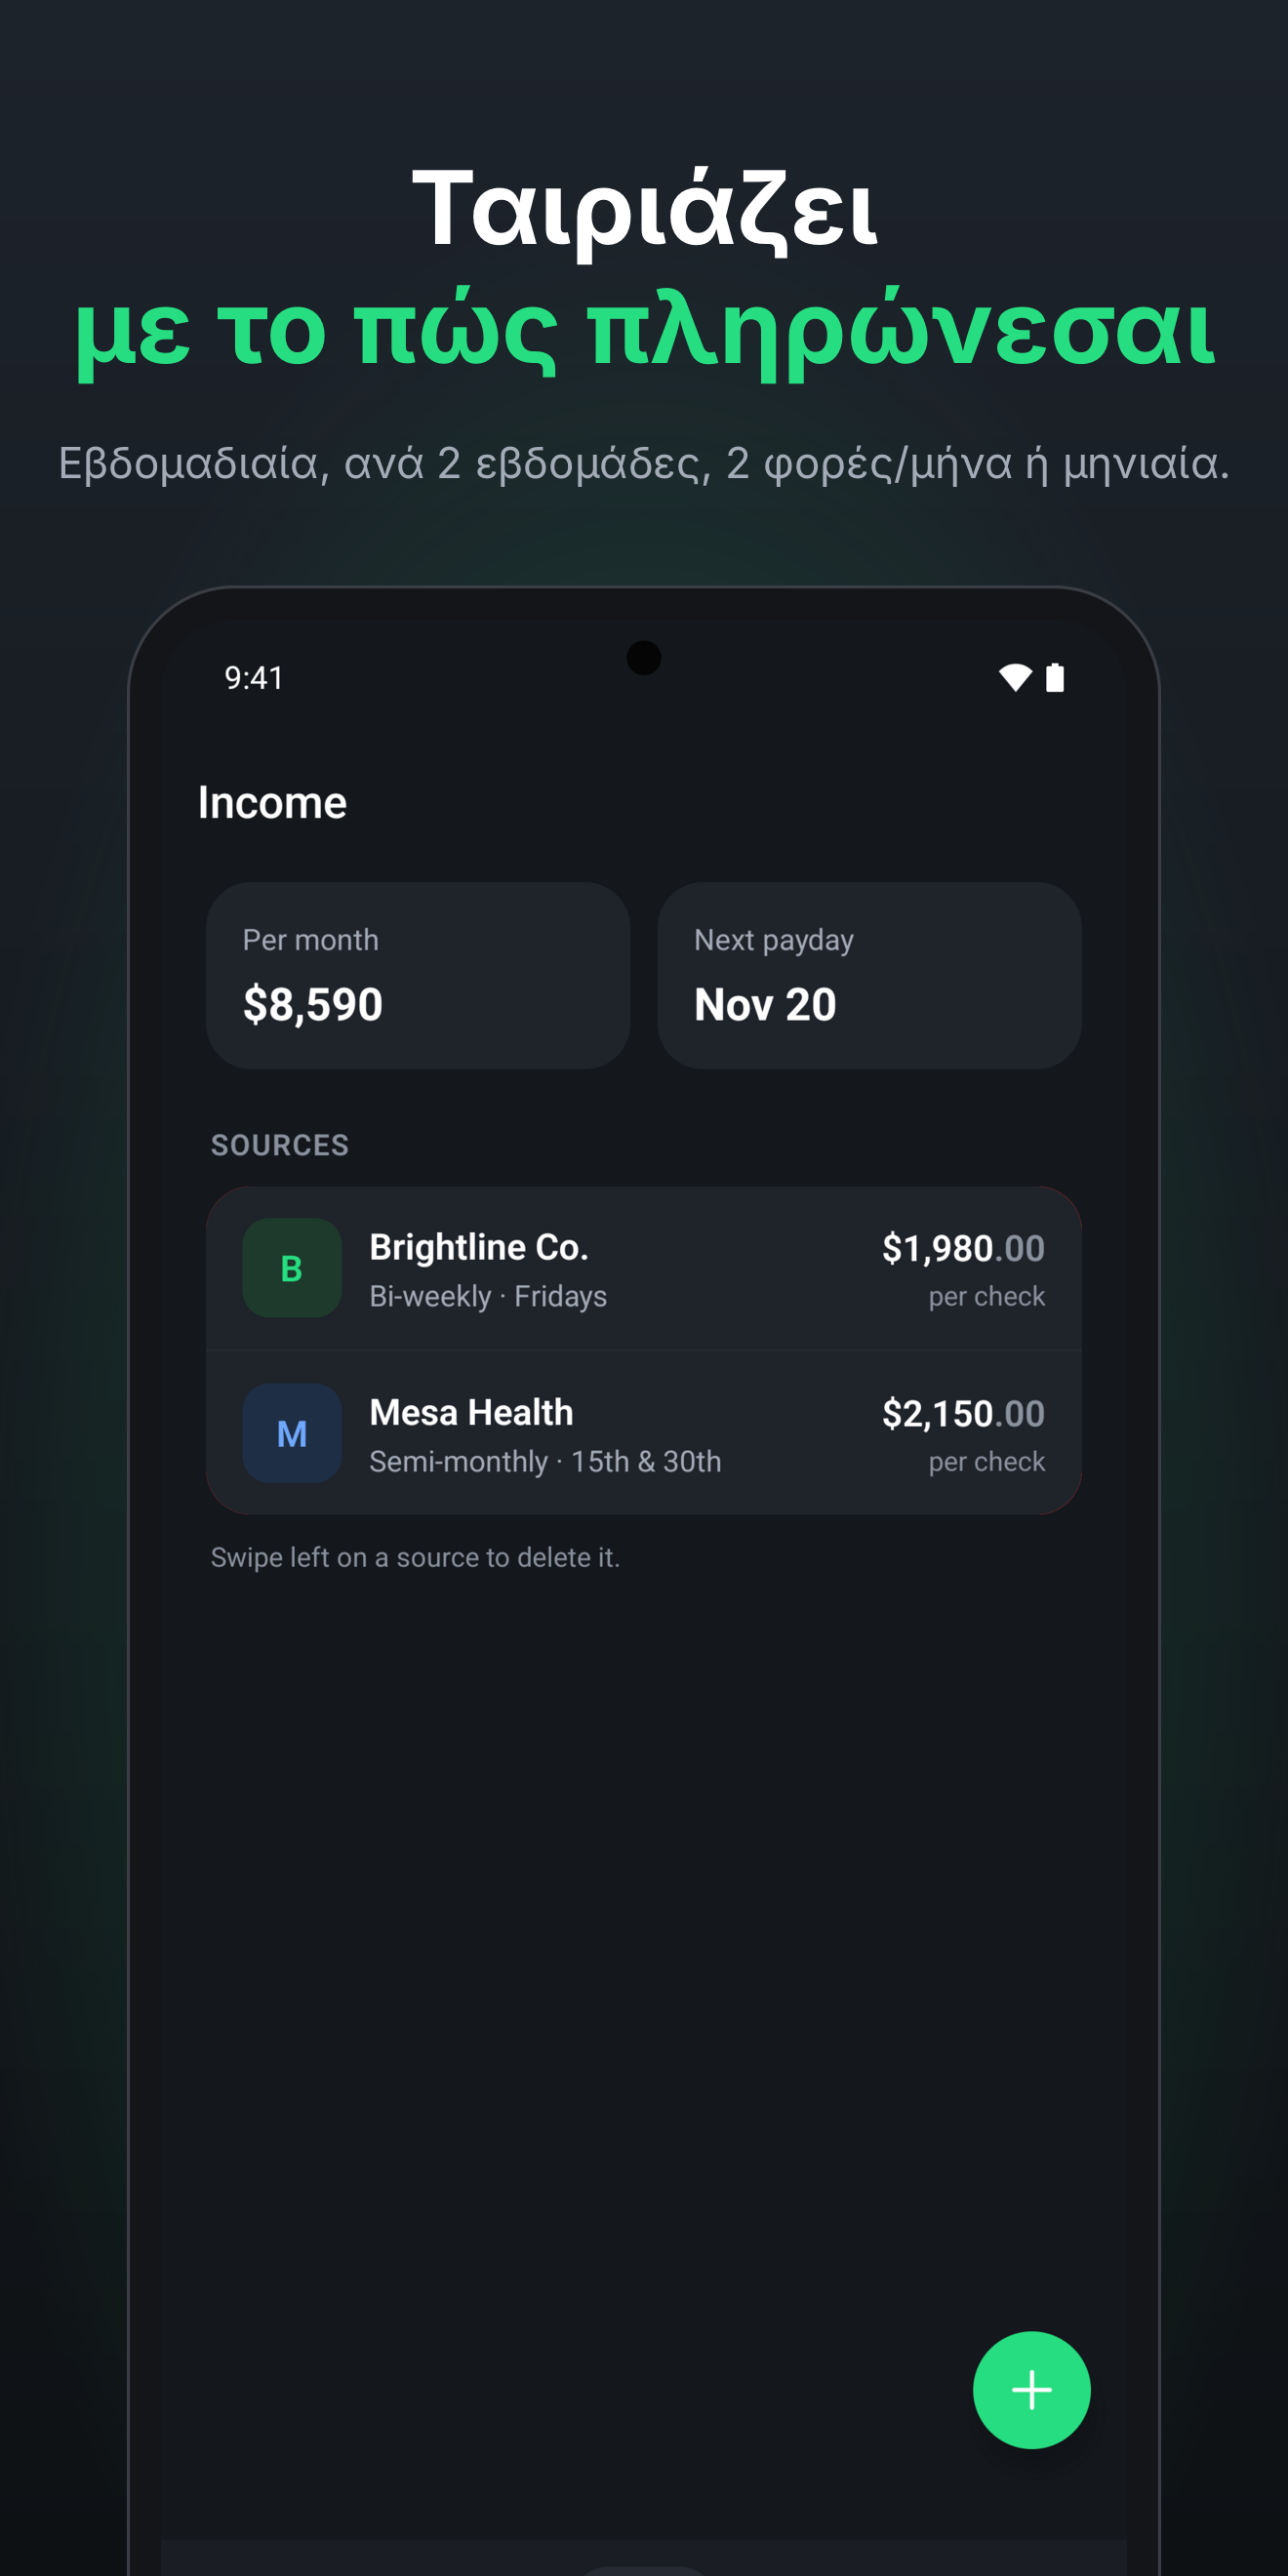 Ταιριάζει
με το πώς πληρώνεσαι
Εβδομαδιαία, ανά 2 εβδομάδες, 2 φορές/μήνα ή μηνιαία.
9:41
Income
Per month
$8,590
Next payday
Nov 20
SOURCES
B
Brightline Co.
Bi-weekly · Fridays
$1,980.00
per check
M
Mesa Health
Semi-monthly · 15th & 30th
$2,150.00
per check
Swipe left on a source to delete it.